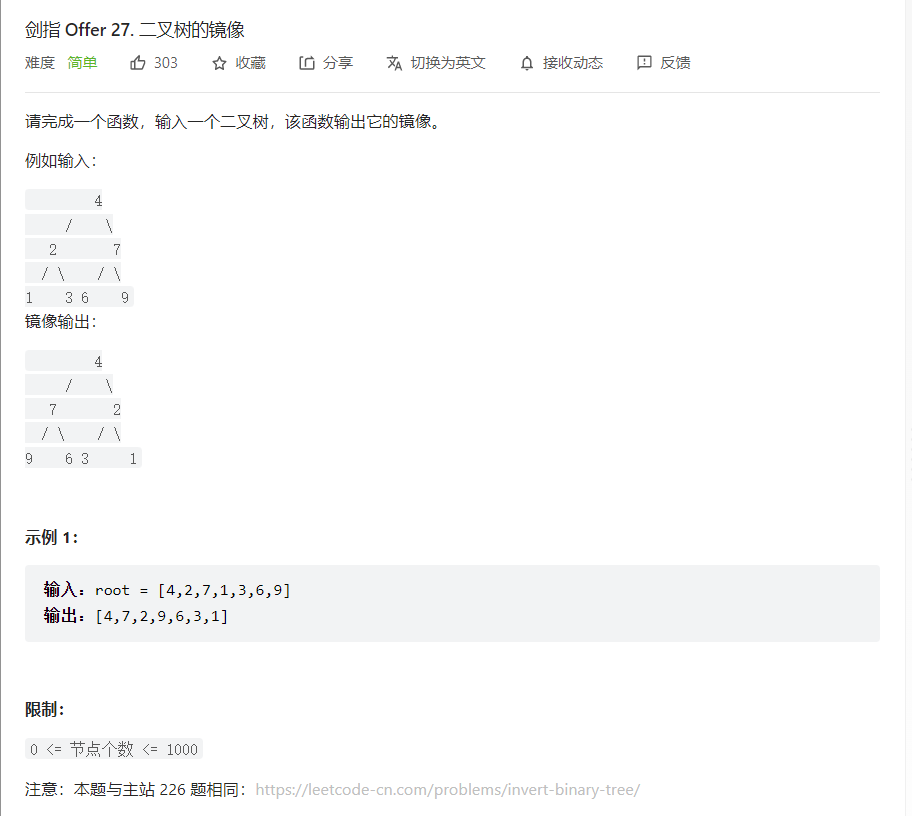 剑指 Offer 27. 二叉树的镜像
难度 简单 303 收藏 分享 切换为英文 接收动态 反馈
请完成一个函数，输入一个二叉树，该函数输出它的镜像。
例如输入：
4
/ \
2 7
/ \ / \
1 3 6 9
镜像输出：
4
/ \
7 2
/ \ / \
9 6 3 1
示例 1：
输入：root = [4,2,7,1,3,6,9]
输出：[4,7,2,9,6,3,1]
限制：
0 <= 节点个数 <= 1000
注意：本题与主站 226 题相同：https://leetcode-cn.com/problems/invert-binary-tree/